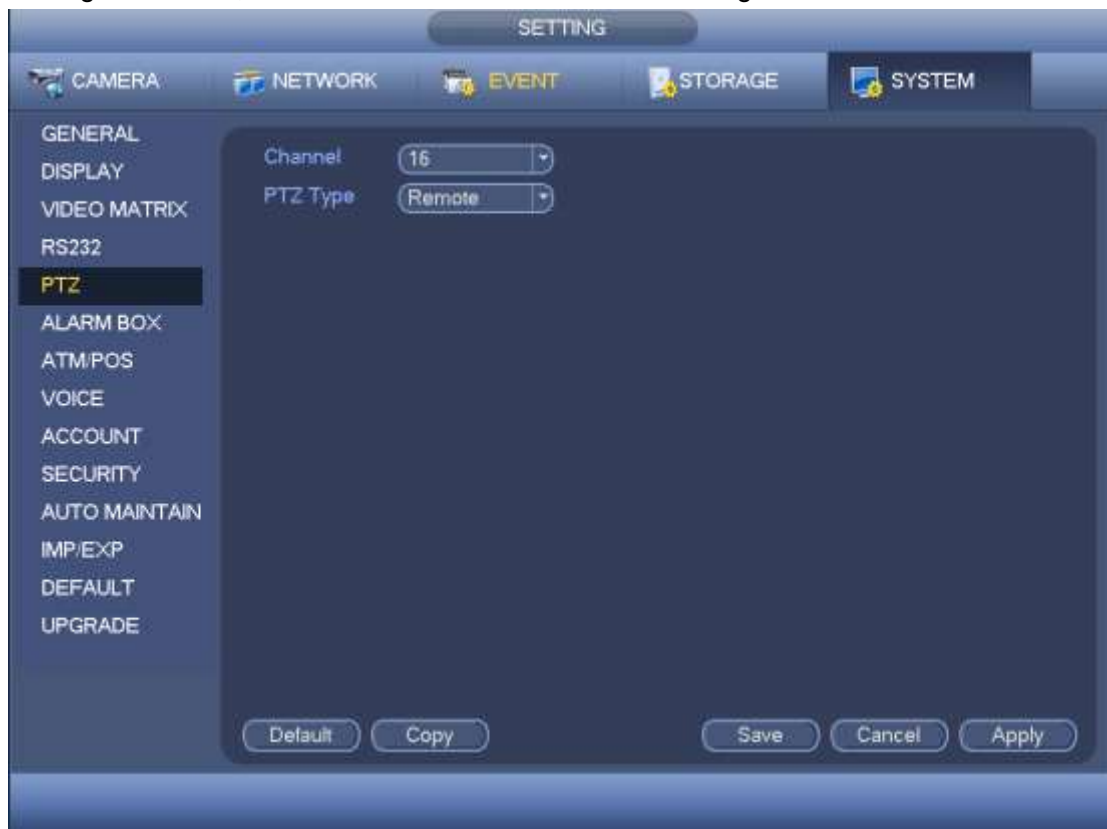 SETTING
CAMERA NETWORK EVENT STORAGE SYSTEM
GENERAL
DISPLAY
VIDEO MATRIX
RS232
PTZ
ALARM BOX
ATM/POS
VOICE
ACCOUNT
SECURITY
AUTO MAINTAIN
IMP/EXP
DEFAULT
UPGRADE
Channel 16
PTZ Type Remote
Default Copy Save Cancel Apply